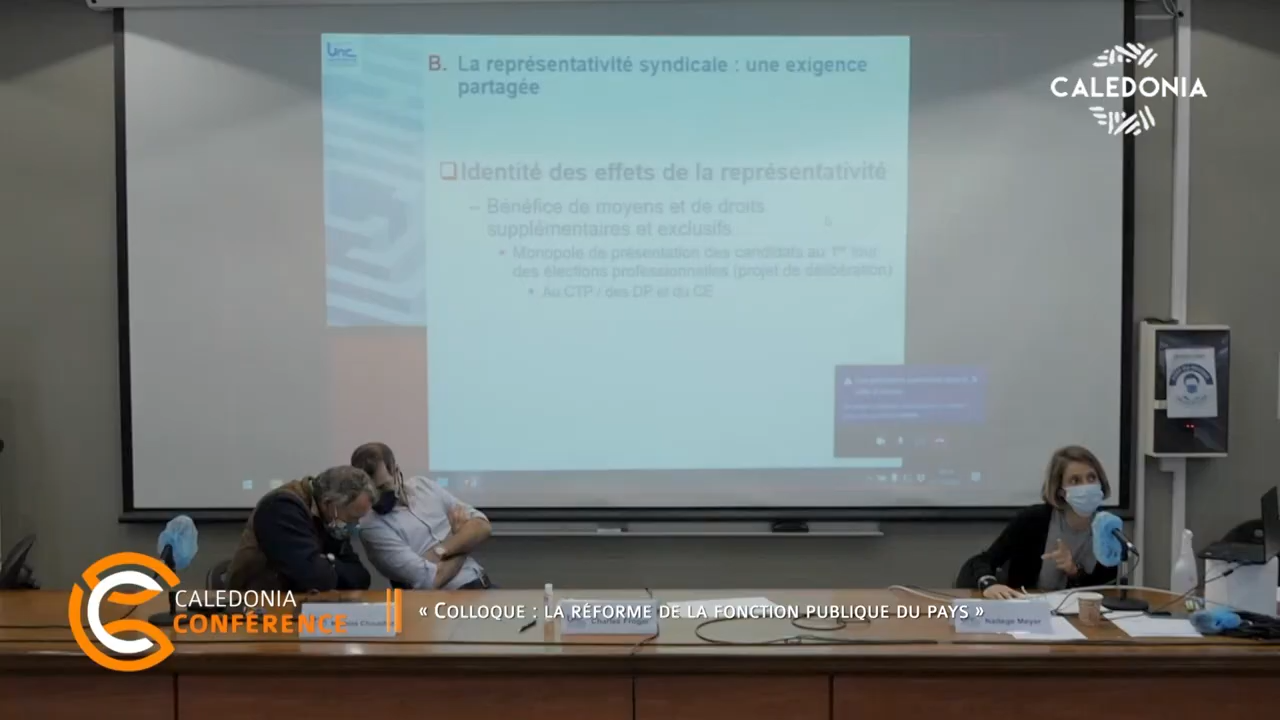 unc
B. La représentativité syndicale : une exigence
partagée
❑Identité des effets de la représentativité
– Bénéfice de moyens et de droits
supplémentaires et exclusifs
• Monopole de présentation des candidats au 1er tour
des élections professionnelles (projet de délibération)
• Au CTP / des DP et du CE
CALEDONIA
CALEDONIA
CONFÉRENCE
« COLLOQUE : LA RÉFORME DE LA FONCTION PUBLIQUE DU PAYS »
Charles Froger
Nadège Meyer